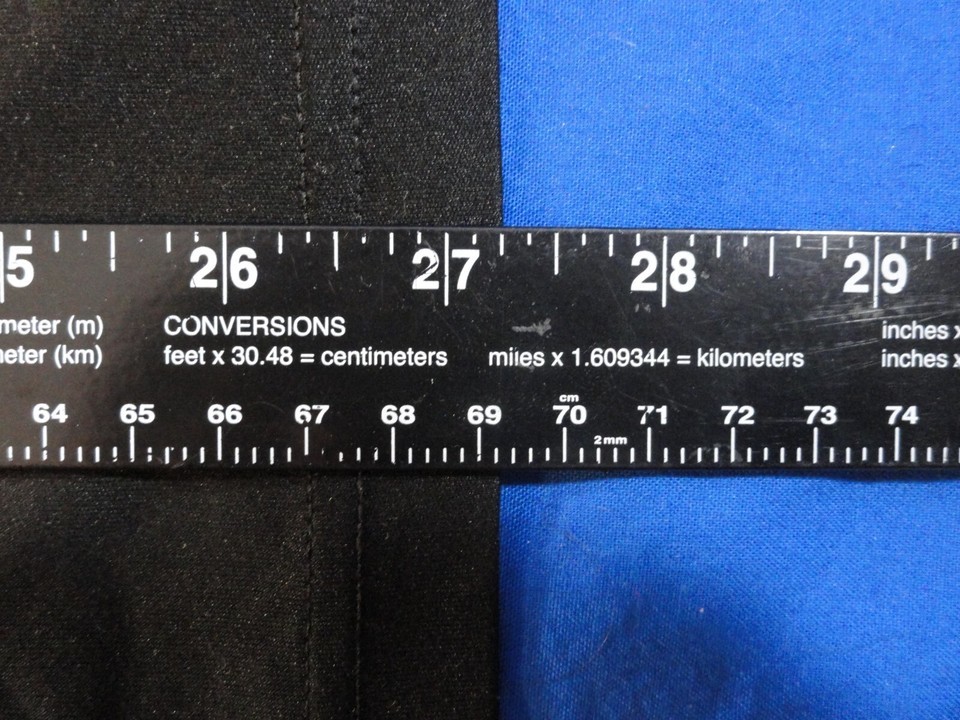 5 26 27 28 29
meter (m) CONVERSIONS inches x
meter (km) feet x 30.48 = centimeters miles x 1.609344 = kilometers inches x
cm
64 65 66 67 68 69 70 71 72 73 74
2mm